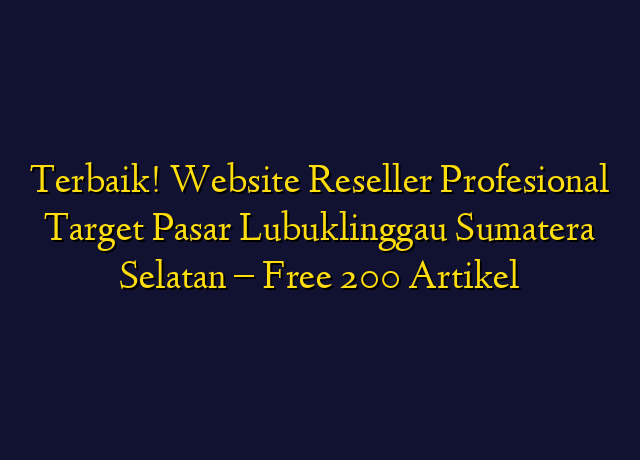 Terbaik! Website Reseller Profesional
Target Pasar Lubuklinggau Sumatera
Selatan – Free 200 Artikel